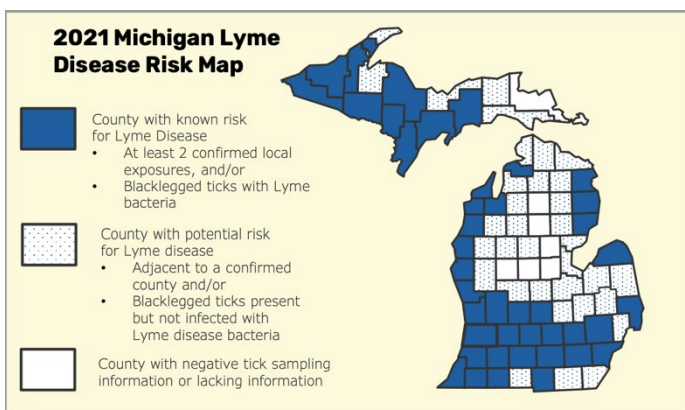 2021 Michigan Lyme
Disease Risk Map
County with known risk
for Lyme Disease
• At least 2 confirmed local
exposures, and/or
• Blacklegged ticks with Lyme
bacteria
County with potential risk
for Lyme disease
• Adjacent to a confirmed
county and/or
• Blacklegged ticks present
but not infected with
Lyme disease bacteria
County with negative tick sampling
information or lacking information